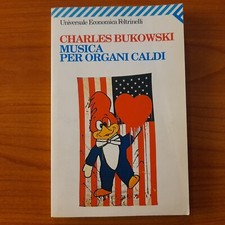 Universale Economica Feltrinelli
CHARLES BUKOWSKI
MUSICA
PER ORGANI CALDI